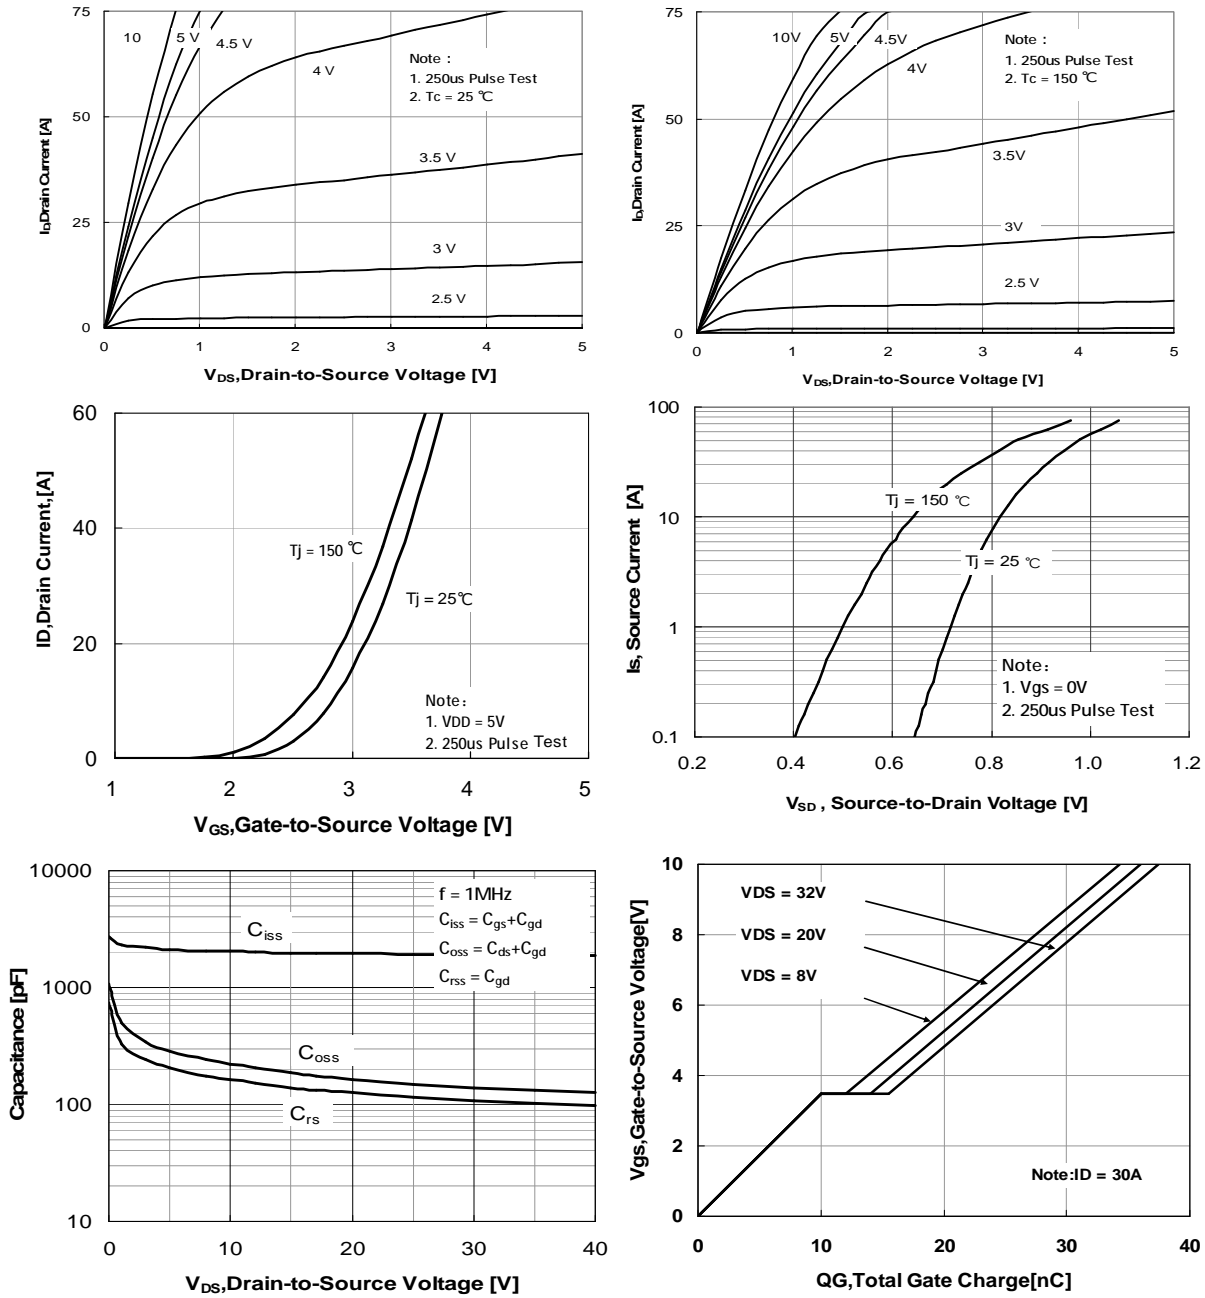 75
50
25
0
0 1 2 3 4 5
10
5 V
4.5 V
4 V
3.5 V
3 V
2.5 V
Note :
1. 250us Pulse Test
2. Tc = 25 ℃
ID,Drain Current [A]
VDS,Drain-to-Source Voltage [V]
75
50
25
0
0 1 2 3 4 5
10V
5V
4.5V
4V
3.5V
3V
2.5 V
Note :
1. 250us Pulse Test
2. Tc = 150 ℃
ID,Drain Current [A]
VDS,Drain-to-Source Voltage [V]
60
40
20
0
1 2 3 4 5
Tj = 150 ℃
Tj = 25℃
Note:
1. VDD = 5V
2. 250us Pulse Test
ID,Drain Current,[A]
VGS,Gate-to-Source Voltage [V]
100
10
1
0.1
0.2 0.4 0.6 0.8 1.0 1.2
Tj = 150 ℃
Tj = 25 ℃
Note:
1. Vgs = 0V
2. 250us Pulse Test
Is, Source Current [A]
VSD , Source-to-Drain Voltage [V]
10000
1000
100
10
0 10 20 30 40
Ciss
Coss
Crs
f = 1MHz
Ciss = Cgs+Cgd
Coss = Cds+Cgd
Crss = Cgd
Capacitance [pF]
VDS,Drain-to-Source Voltage [V]
10
8
6
4
2
0
0 10 20 30 40
VDS = 32V
VDS = 20V
VDS = 8V
Note:ID = 30A
Vgs,Gate-to-Source Voltage[V]
QG,Total Gate Charge[nC]